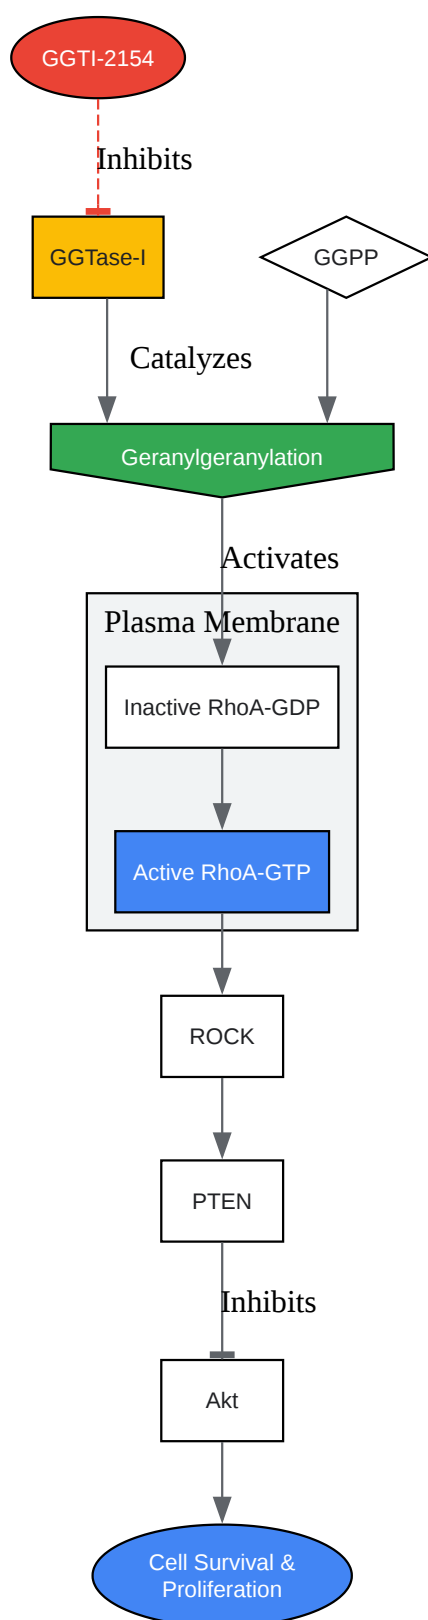 GGTI-2154
Inhibits
GGTase-I
GGPP
Catalyzes
Geranylgeranylation
Activates
Plasma Membrane
Inactive RhoA-GDP
Active RhoA-GTP
ROCK
PTEN
Inhibits
Akt
Cell Survival &
Proliferation